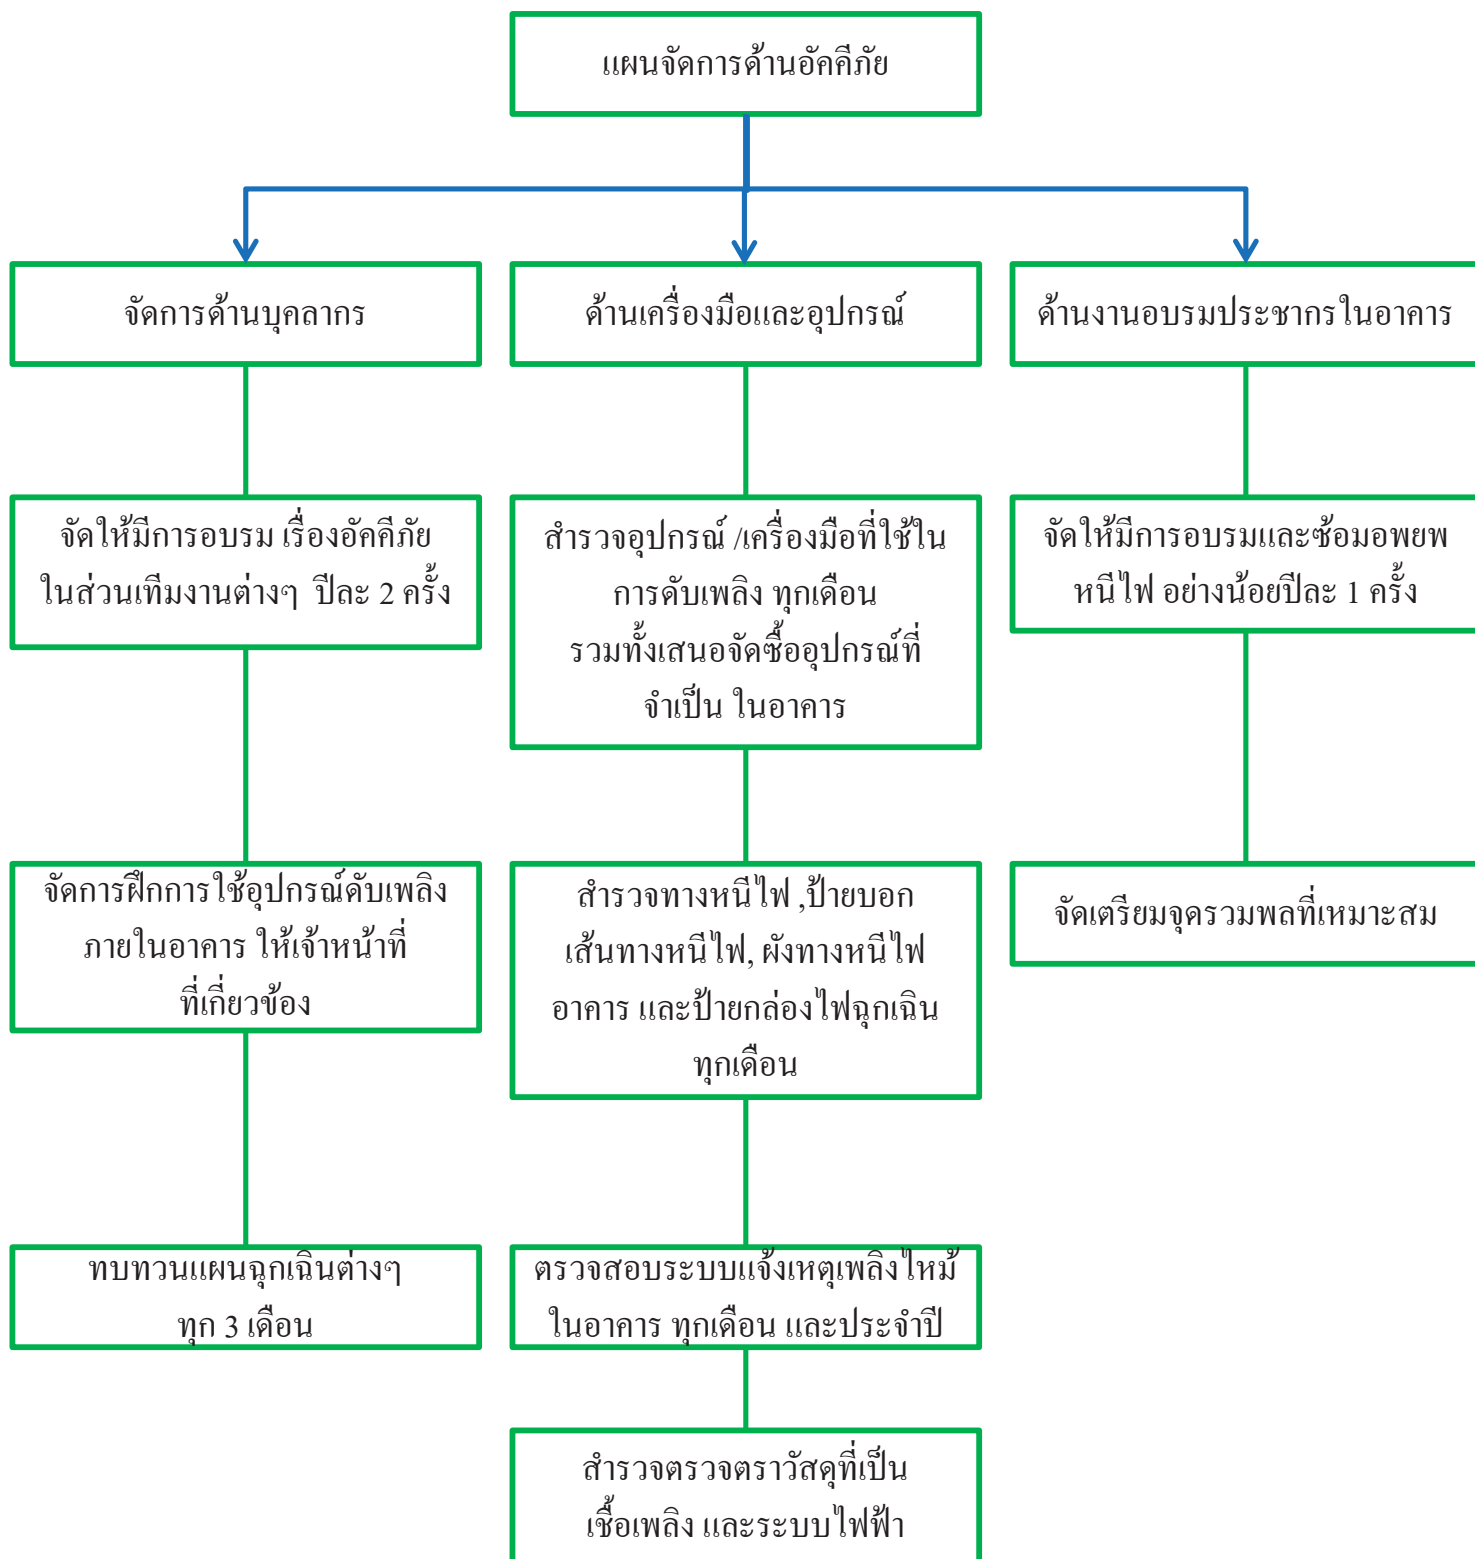 แผนจัดการด้านอัคคีภัย
จัดการด้านบุคลากร
ด้านเครื่องมือและอุปกรณ์
ด้านงานอบรมประชากรในอาคาร
จัดให้มีการอบรม เรื่องอัคคีภัย
ในส่วนเทีมงานต่างๆ ปีละ 2 ครั้ง
สำรวจอุปกรณ์ /เครื่องมือที่ใช้ใน
การดับเพลิง ทุกเดือน
รวมทั้งเสนอจัดซื้ออุปกรณ์ที่
จำเป็น ในอาคาร
จัดให้มีการอบรมและซ้อมอพยพ
หนีไฟ อย่างน้อยปีละ 1 ครั้ง
จัดการฝึกการใช้อุปกรณ์ดับเพลิง
ภายในอาคาร ให้เจ้าหน้าที่
ที่เกี่ยวข้อง
สำรวจทางหนีไฟ ,ป้ายบอก
เส้นทางหนีไฟ, ผังทางหนีไฟ
อาคาร และป้ายกล่องไฟฉุกเฉิน
ทุกเดือน
จัดเตรียมจุดรวมพลที่เหมาะสม
ทบทวนแผนฉุกเฉินต่างๆ
ทุก 3 เดือน
ตรวจสอบระบบแจ้งเหตุเพลิงไหม้
ในอาคาร ทุกเดือน และประจำปี
สำรวจตรวจตราวัสดุที่เป็น
เชื้อเพลิง และระบบไฟฟ้า